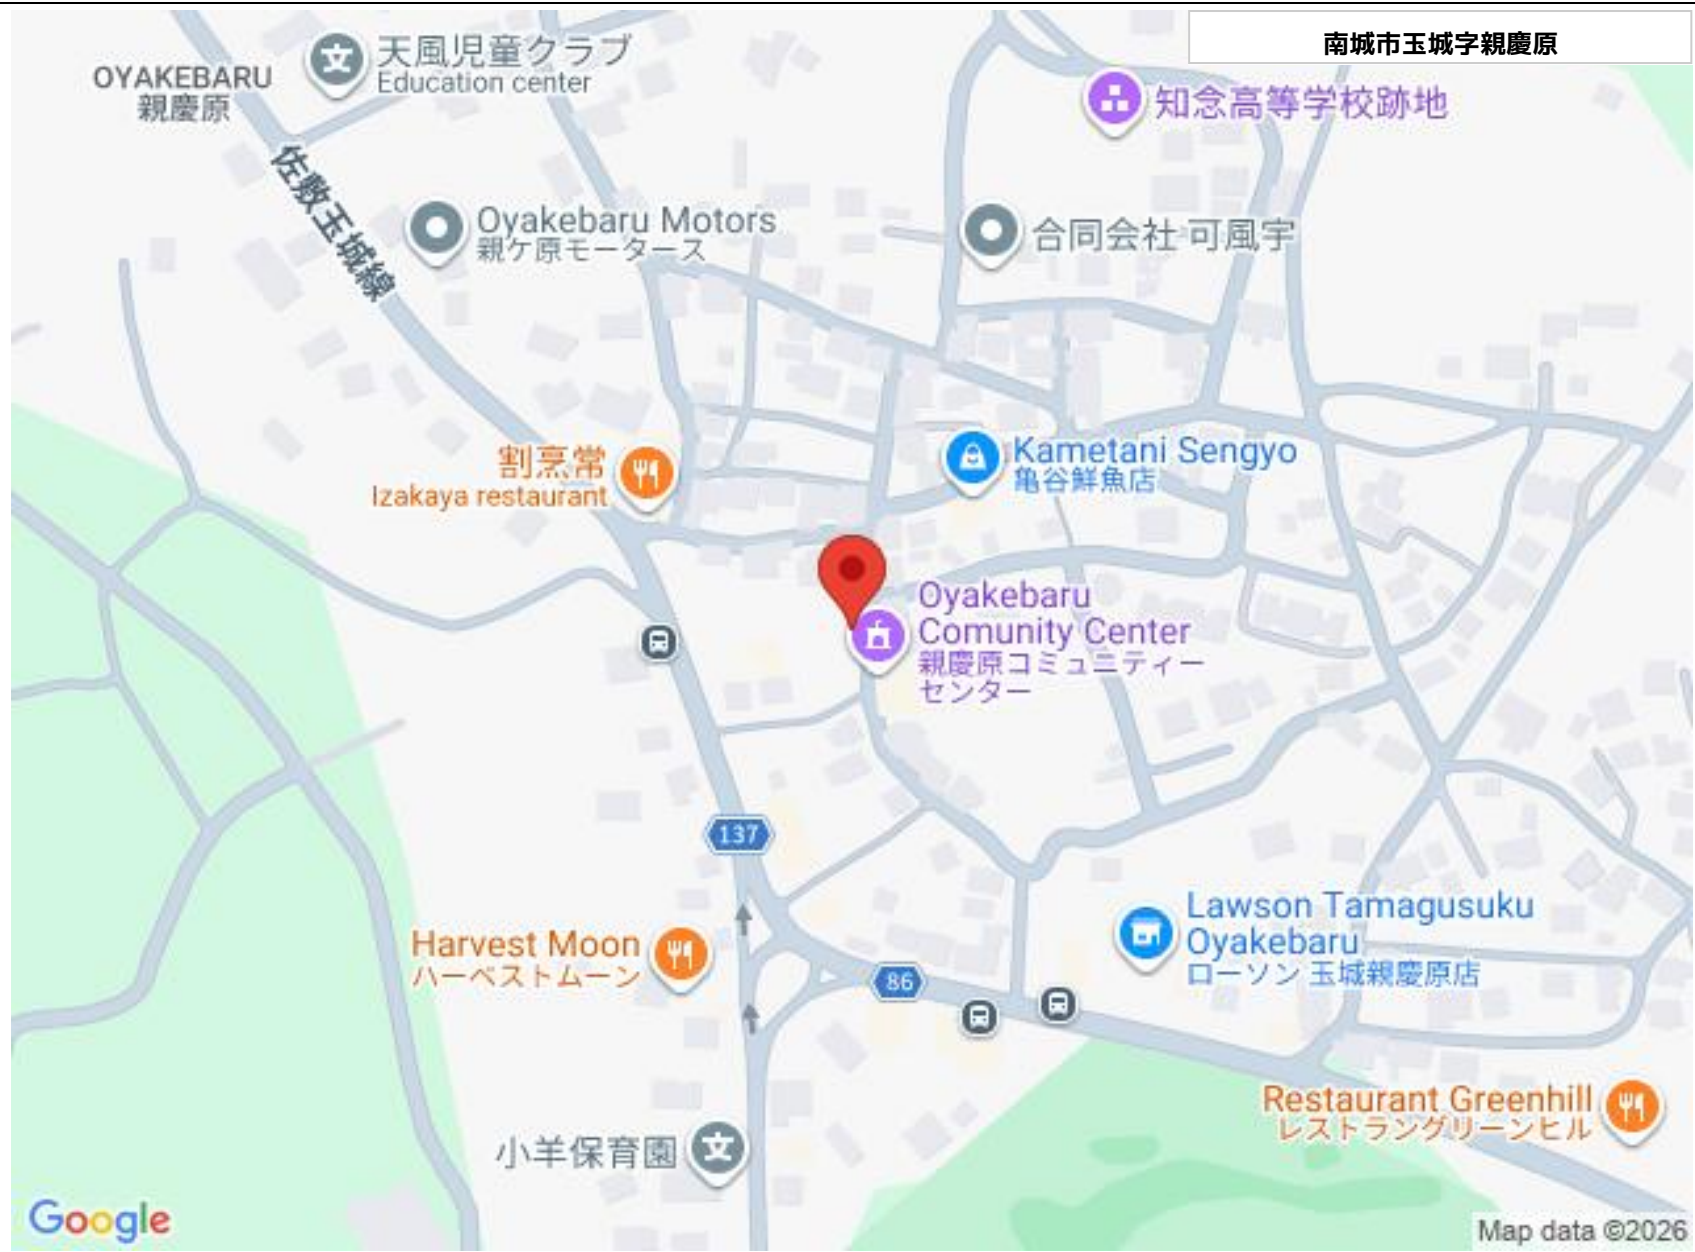 南城市玉城字親慶原
天風児童クラブ
Education center
OYAKEBARU
親慶原
知念高等学校跡地
佐敷玉城線
Oyakebaru Motors
親ケ原モータース
合同会社 可風宇
割烹常
Izakaya restaurant
Kametani Sengyo
亀谷鮮魚店
Oyakebaru
Comunity Center
親慶原コミュニティー
センター
137
Harvest Moon
ハーベストムーン
86
Lawson Tamagusuku
Oyakebaru
ローソン 玉城親慶原店
Restaurant Greenhill
レストラングリーンヒル
小羊保育園
Google
Map data ©2026